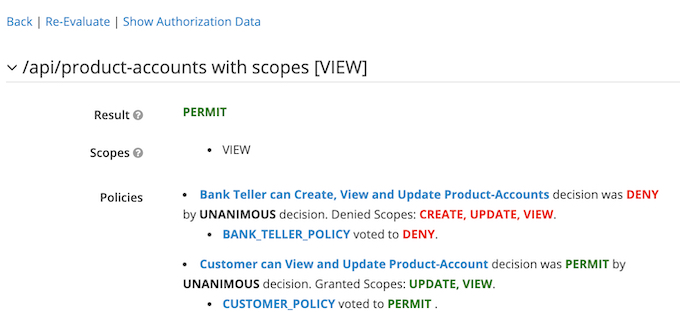 Back | Re-Evaluate | Show Authorization Data
/api/product-accounts with scopes [VIEW]
Result PERMIT
Scopes • VIEW
Policies • Bank Teller can Create, View and Update Product-Accounts decision was DENY
by UNANIMOUS decision. Denied Scopes: CREATE, UPDATE, VIEW.
• BANK_TELLER_POLICY voted to DENY.
• Customer can View and Update Product-Account decision was PERMIT by
UNANIMOUS decision. Granted Scopes: UPDATE, VIEW.
• CUSTOMER_POLICY voted to PERMIT .